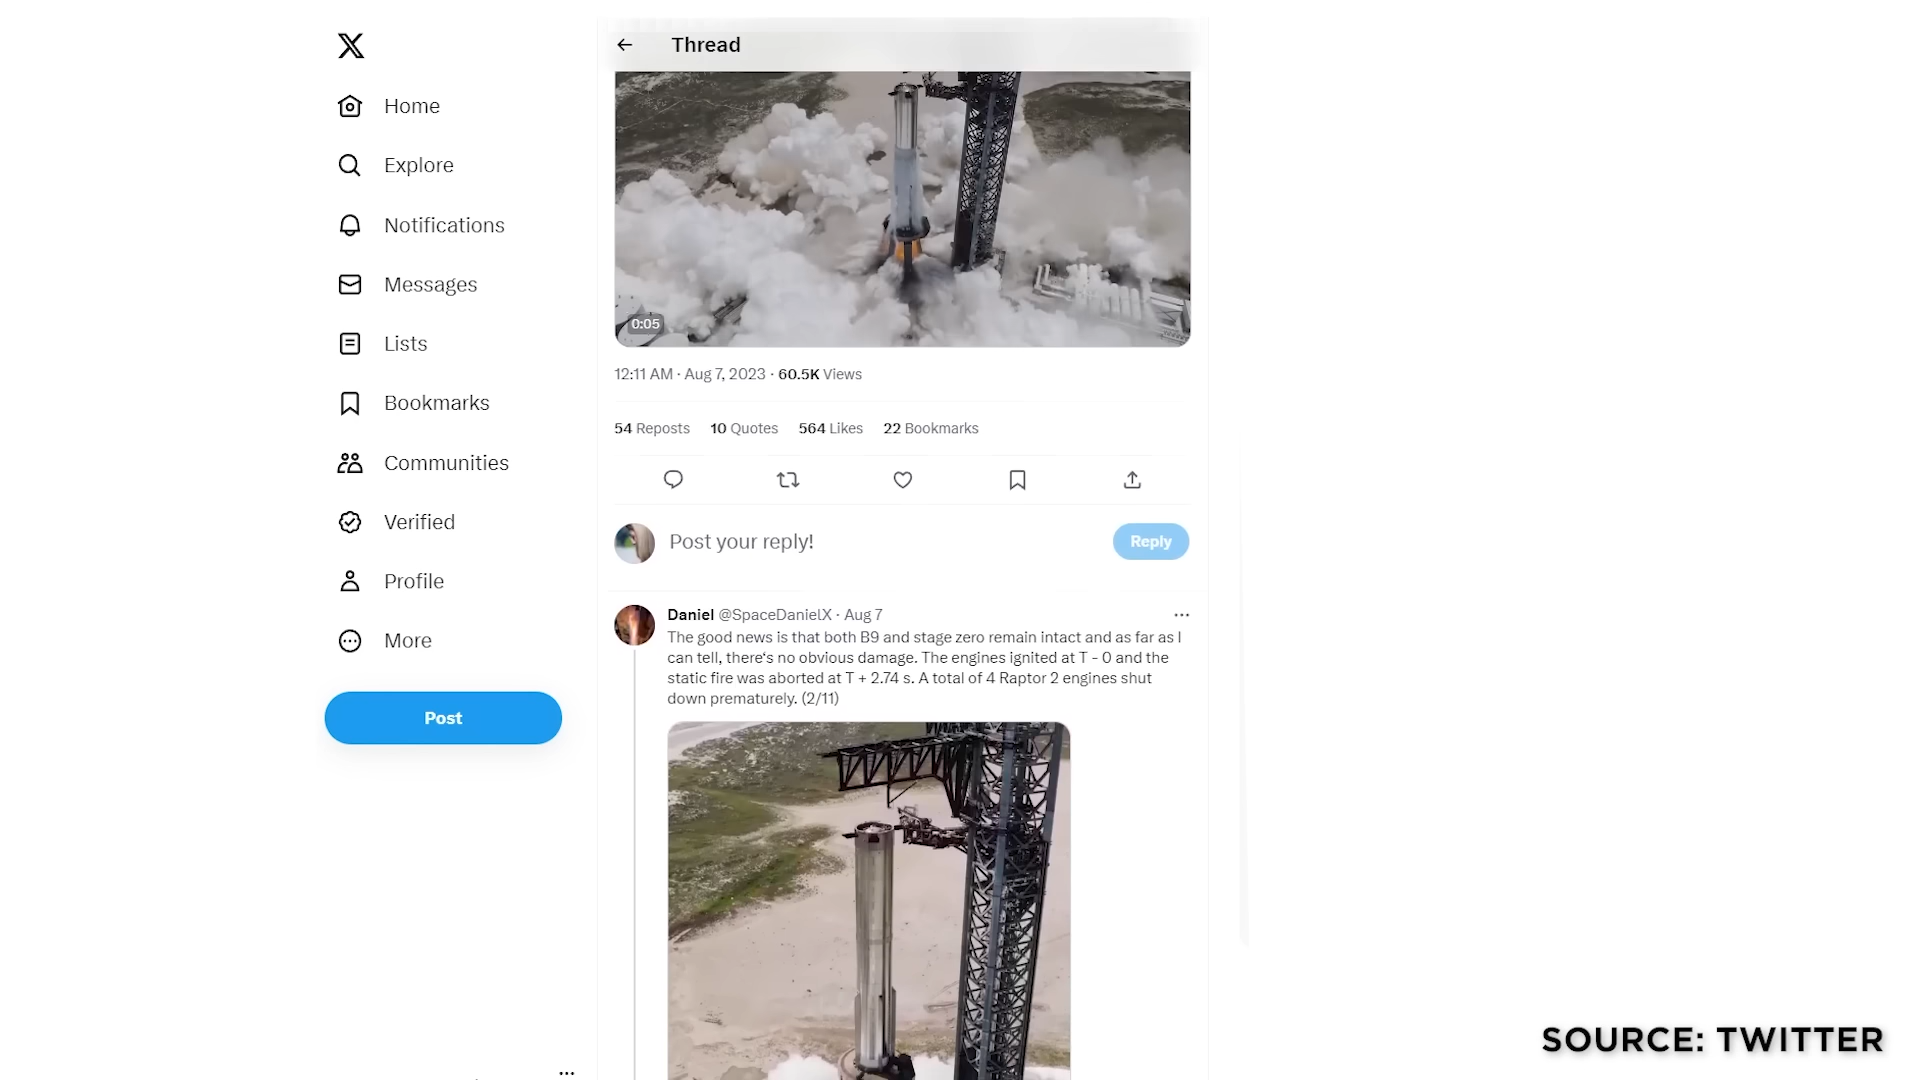 Thread
Home
Explore
Notifications
Messages
Lists
Bookmarks
Communities
Verified
Profile
More
Post
0:05
12:11 AM · Aug 7, 2023 · 60.5K Views
54 Reposts 10 Quotes 564 Likes 22 Bookmarks
Post your reply!
Reply
Daniel @SpaceDanielX · Aug 7
The good news is that both B9 and stage zero remain intact and as far as I
can tell, there's no obvious damage. The engines ignited at T - 0 and the
static fire was aborted at T + 2.74 s. A total of 4 Raptor 2 engines shut
down prematurely. (2/11)
SOURCE: TWITTER